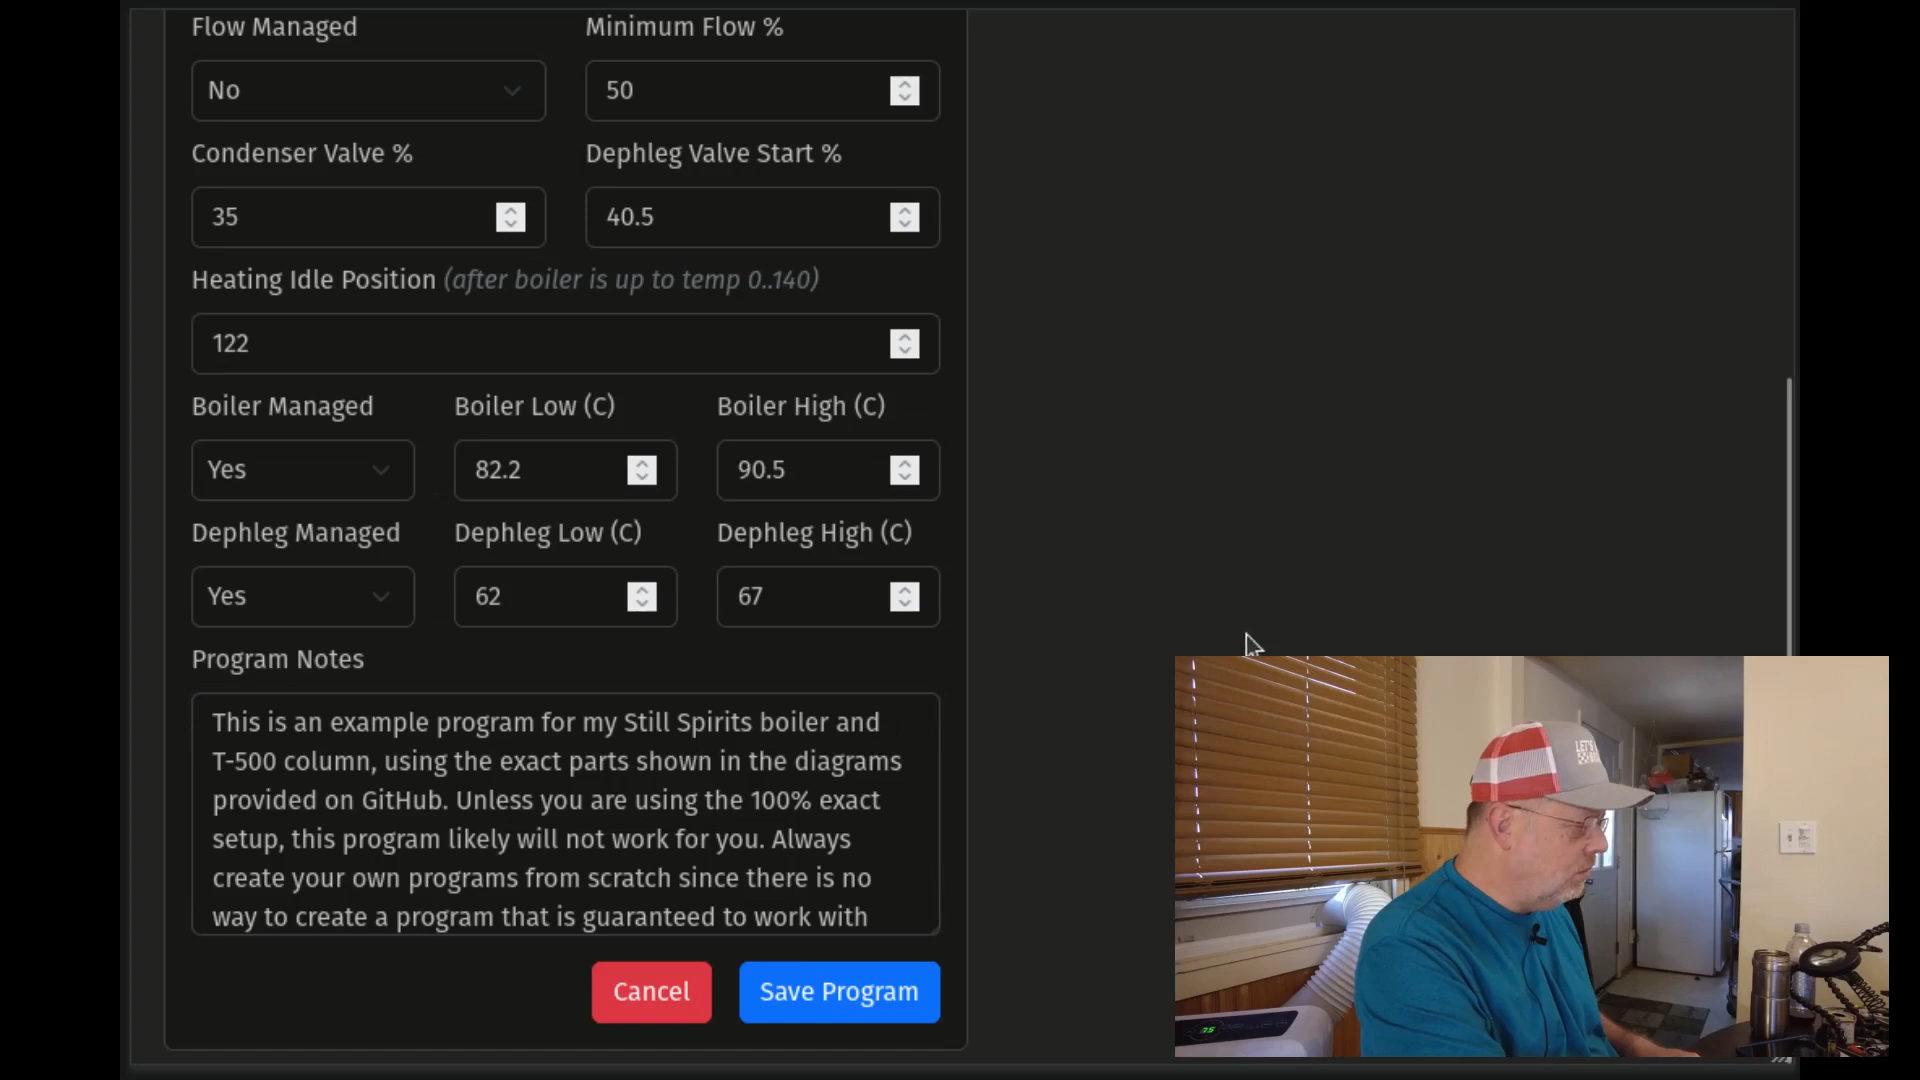 Flow Managed Minimum Flow %
No 50
Condenser Valve % Dephleg Valve Start %
35 40.5
Heating Idle Position (after boiler is up to temp 0..140)
122
Boiler Managed Boiler Low (C) Boiler High (C)
Yes 82.2 90.5
Dephleg Managed Dephleg Low (C) Dephleg High (C)
Yes 62 67
Program Notes
This is an example program for my Still Spirits boiler and
T-500 column, using the exact parts shown in the diagrams
provided on GitHub. Unless you are using the 100% exact
setup, this program likely will not work for you. Always
create your own programs from scratch since there is no
way to create a program that is guaranteed to work with
Cancel Save Program
LET'S
75